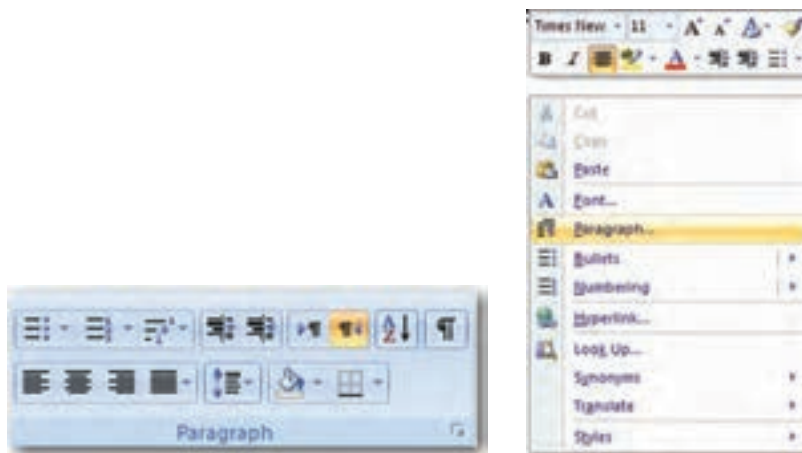 Paragraph
Times New 11 A A A
B I A
Cut
Copy
Paste
A Font...
Paragraph...
Bullets
Numbering
Hyperlink...
Look Up...
Synonyms
Translate
Styles